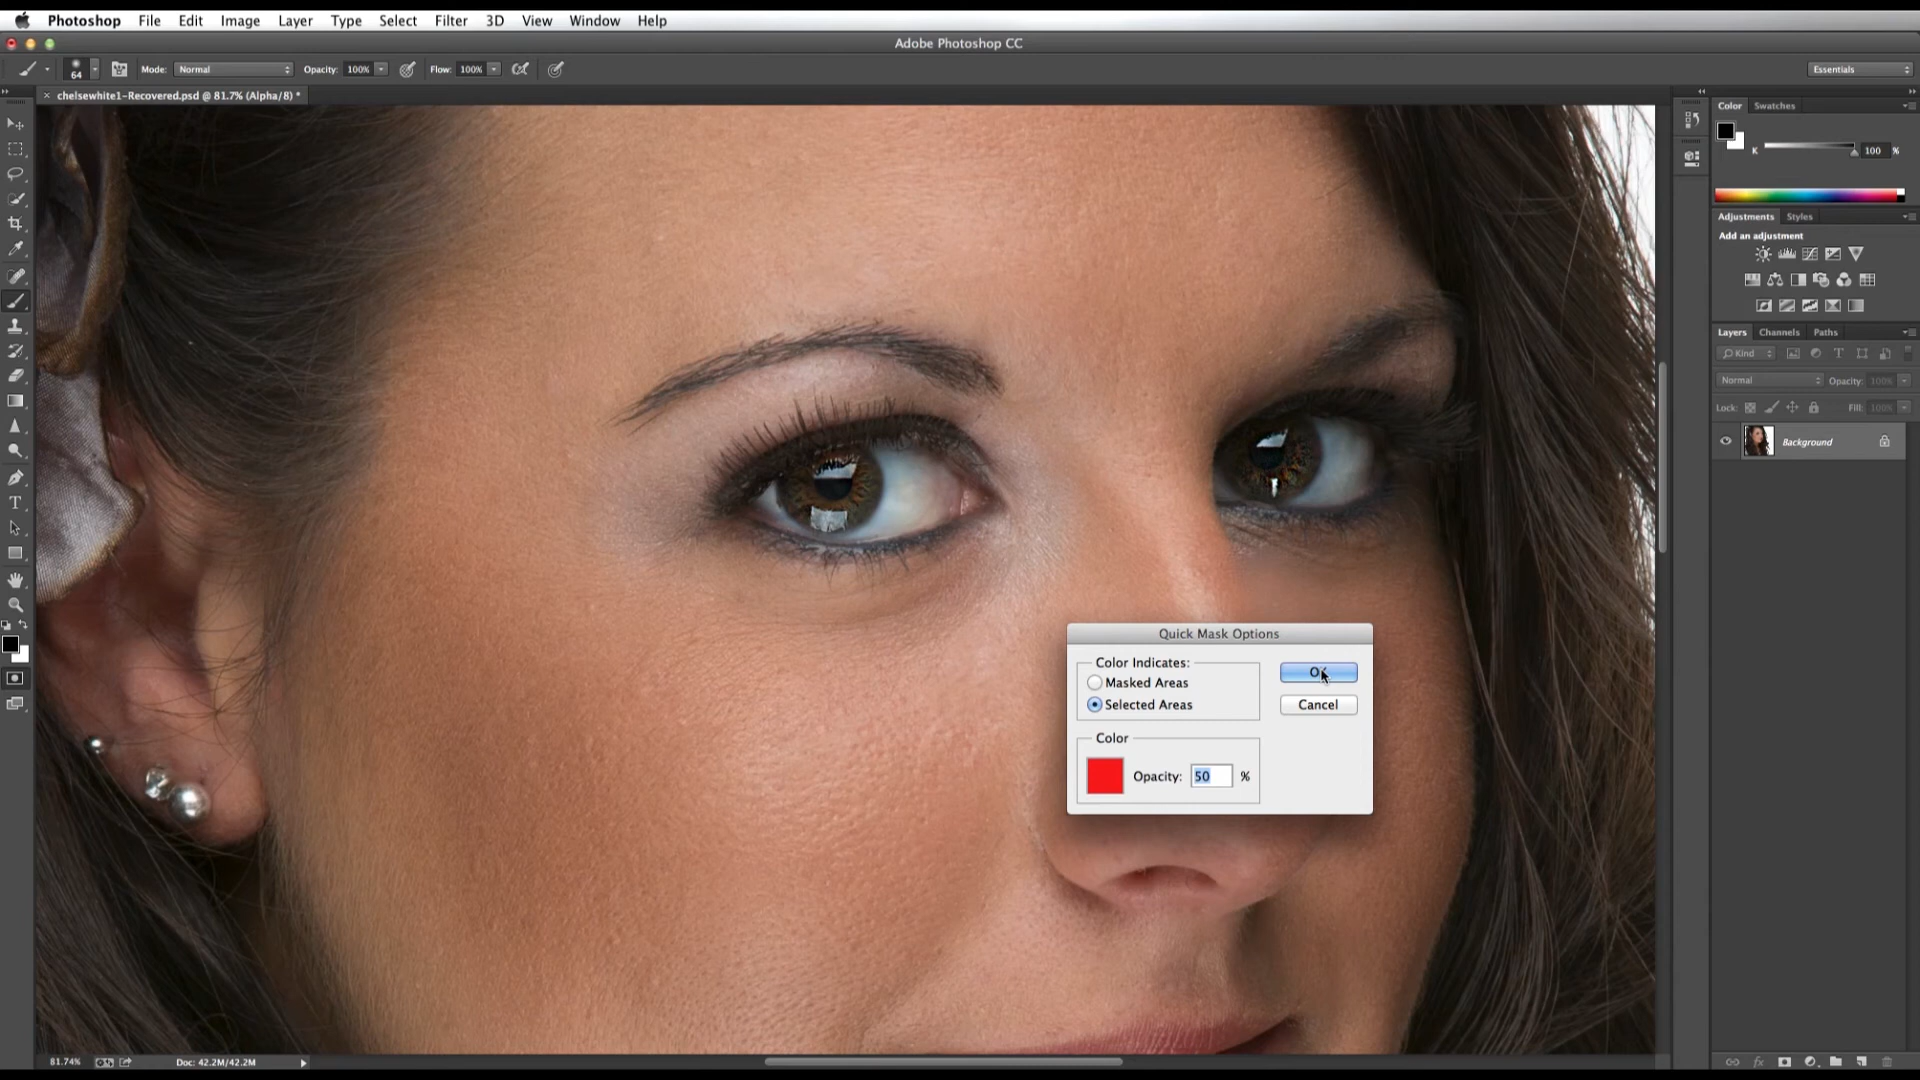 Photoshop File Edit Image Layer Type Select Filter 3D View Window Help
Adobe Photoshop CC
64 Mode: Normal Opacity: 100% Flow: 100% Essentials
× chelsewhite1-Recovered.psd @ 81.7% (Alpha/8) *
Color Swatches
K 100 %
Adjustments Styles
Add an adjustment
Layers Channels Paths
Kind
Normal Opacity: 100%
Lock: Fill: 100%
Background
Quick Mask Options
Color Indicates:
Masked Areas
Selected Areas
OK
Cancel
Color
Opacity: 50 %
81.74% Doc: 42.2M/42.2M